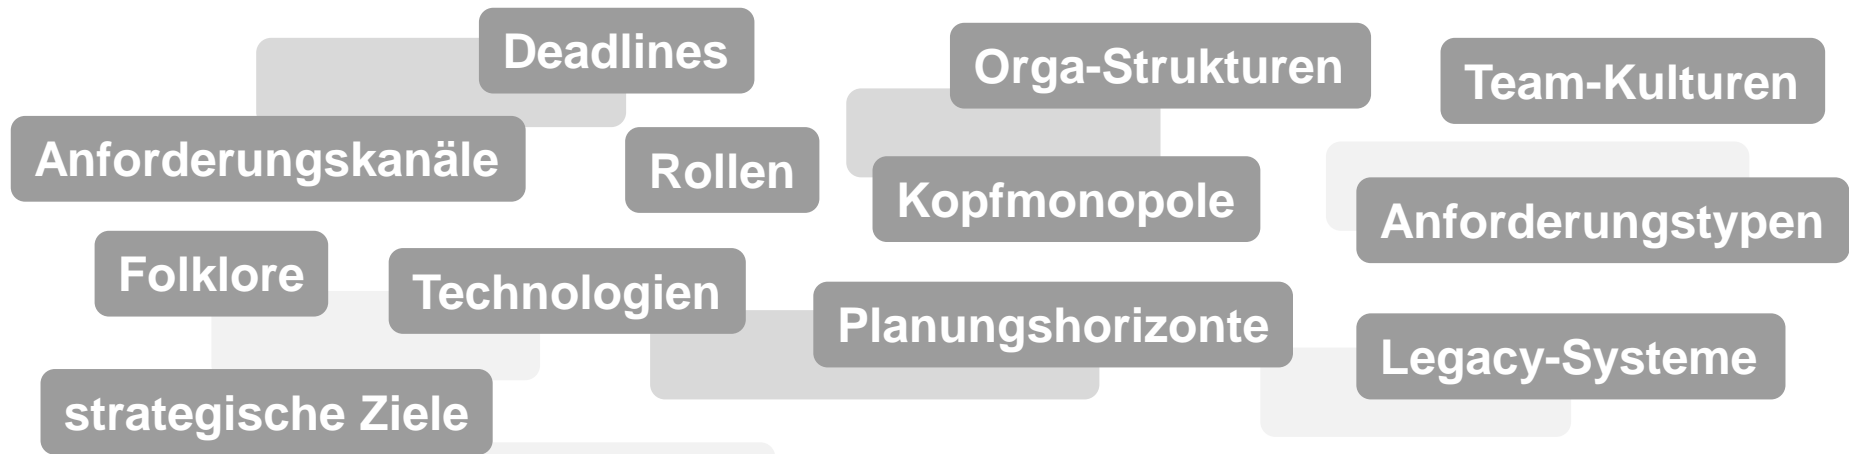 Deadlines
Orga-Strukturen
Team-Kulturen
Anforderungskanäle
Rollen
Kopfmonopole
Anforderungstypen
Folklore
Technologien
Planungshorizonte
Legacy-Systeme
strategische Ziele